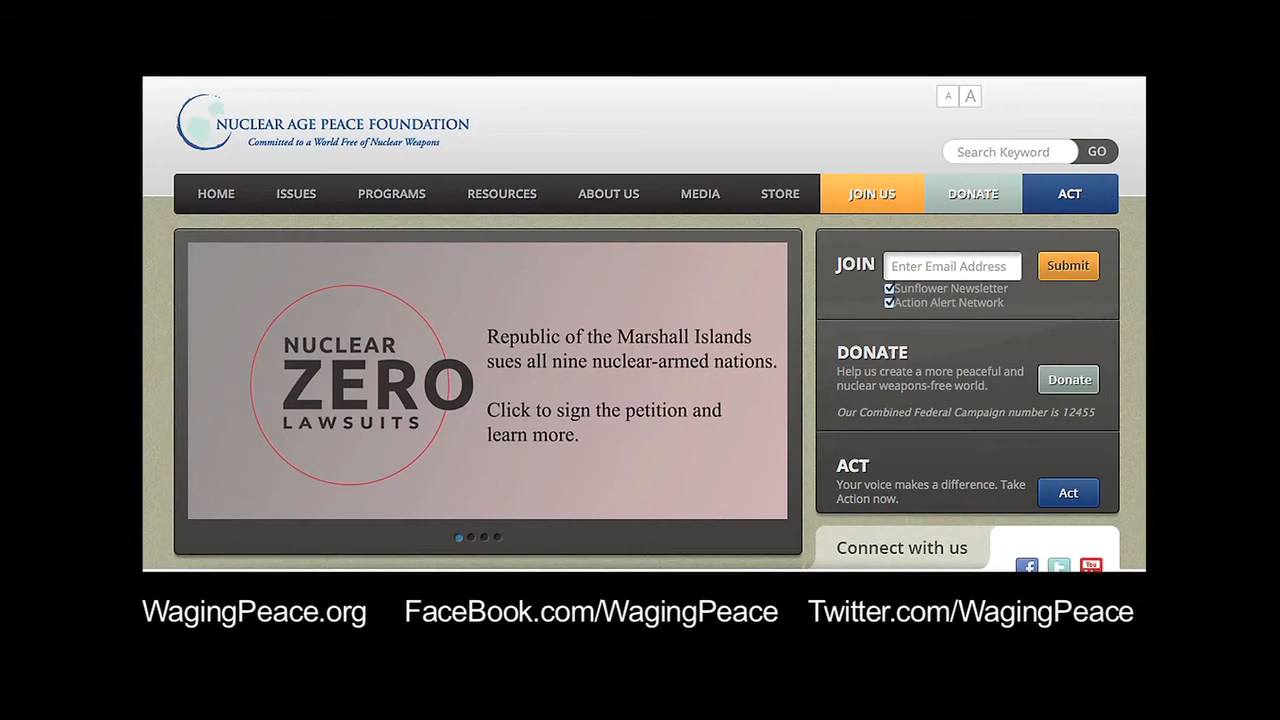 A A
NUCLEAR AGE PEACE FOUNDATION
Committed to a World Free of Nuclear Weapons
Search Keyword GO
HOME ISSUES PROGRAMS RESOURCES ABOUT US MEDIA STORE JOIN US DONATE ACT
NUCLEAR
ZERO
LAWSUITS
Republic of the Marshall Islands
sues all nine nuclear-armed nations.
Click to sign the petition and
learn more.
JOIN Enter Email Address Submit
Sunflower Newsletter
Action Alert Network
DONATE
Help us create a more peaceful and
nuclear weapons-free world.
Donate
Our Combined Federal Campaign number is 12455
ACT
Your voice makes a difference. Take
Action now.
Act
Connect with us
f t You
WagingPeace.org FaceBook.com/WagingPeace Twitter.com/WagingPeace